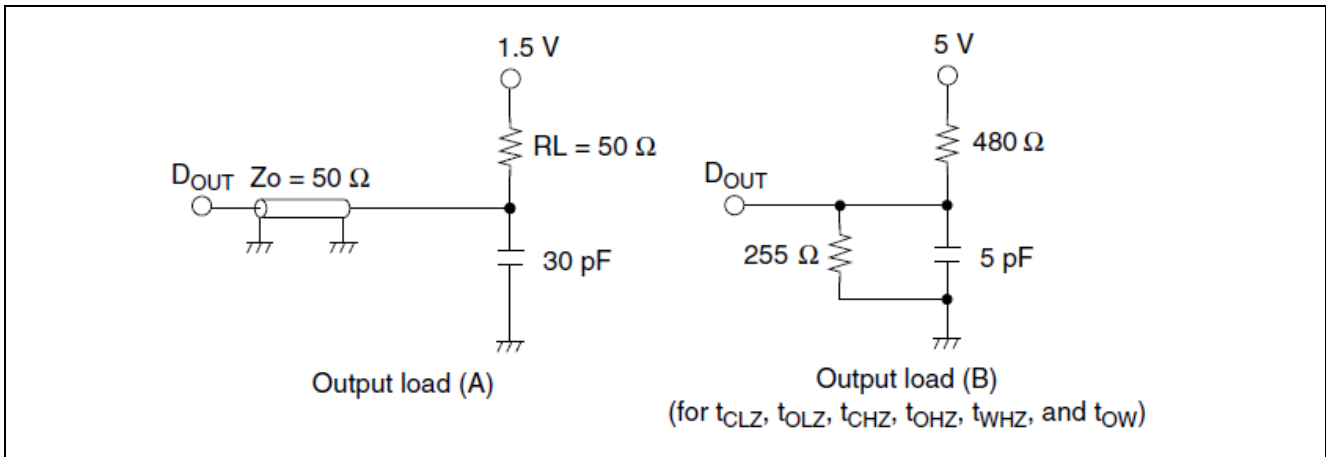 1.5 V
RL = 50 Ω
DOUT Zo = 50 Ω
30 pF
Output load (A)
5 V
480 Ω
DOUT
255 Ω
5 pF
Output load (B)
(for tCLZ, tOLZ, tCHZ, tOHZ, tWHZ, and tOW)